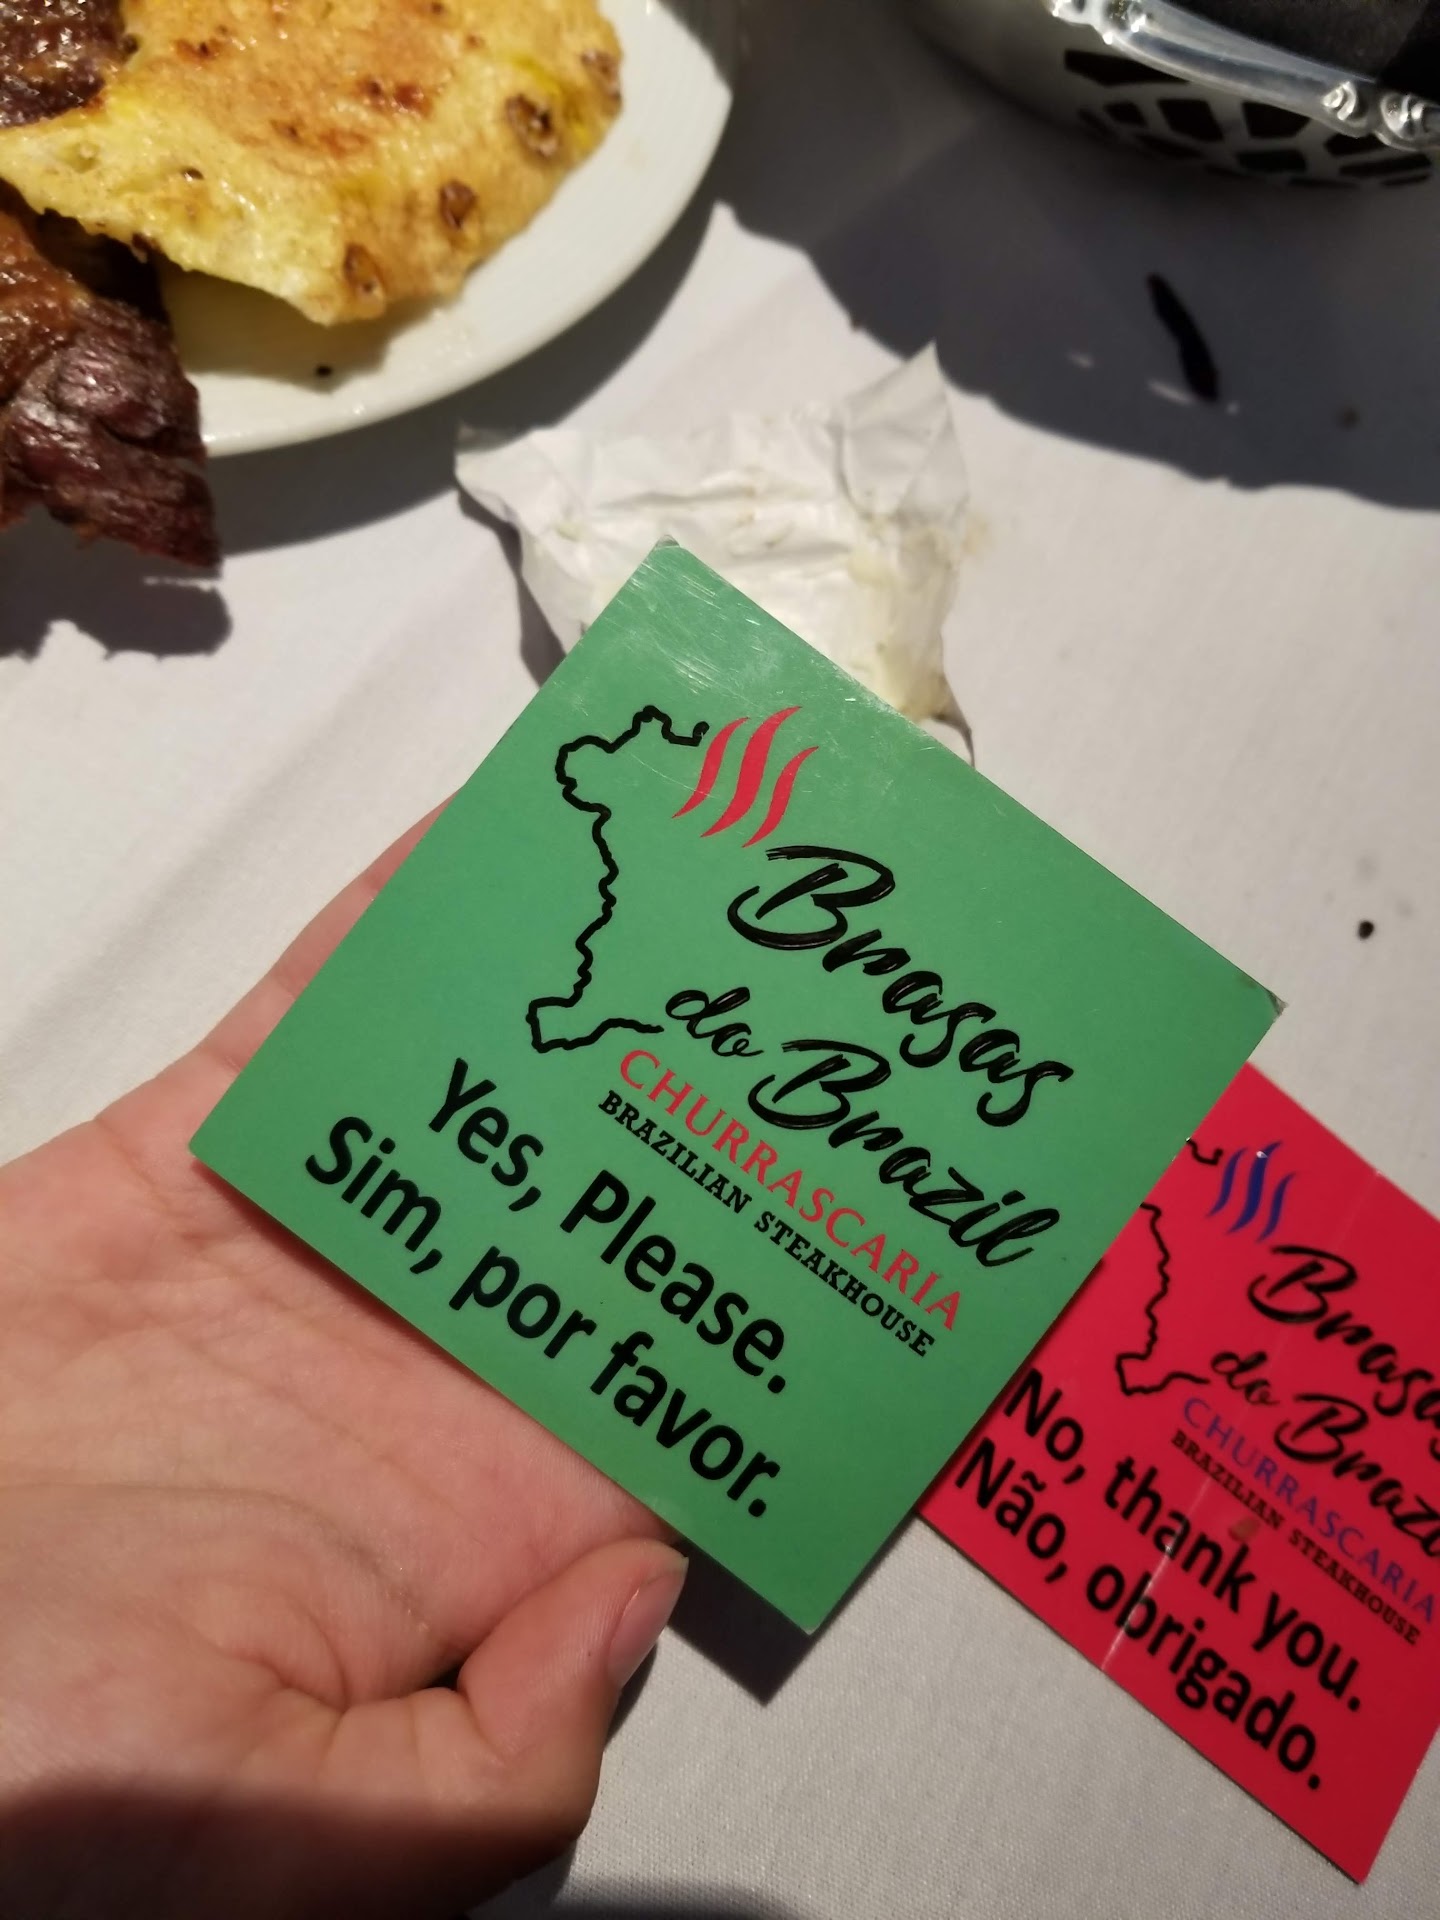 Brasas
do Brazil
CHURRASCARIA
BRAZILIAN STEAKHOUSE
Yes, Please.
Sim, por favor.
Brasas
do Brazil
CHURRASCARIA
BRAZILIAN STEAKHOUSE
No, thank you.
Não, obrigado.